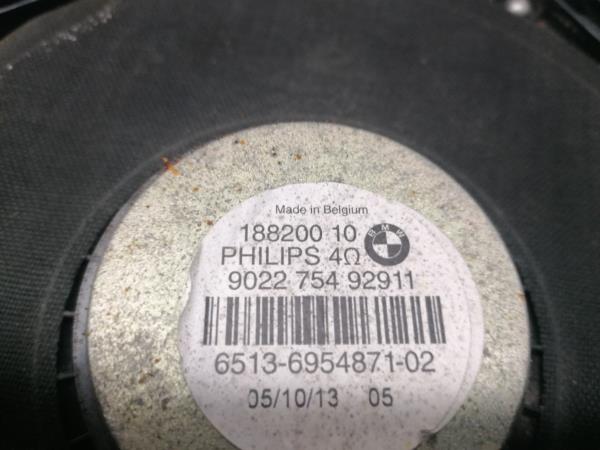 Made in Belgium
188200 10
BMW
PHILIPS 4Ω
9022 754 92911
6513-6954871-02
05/10/13 05